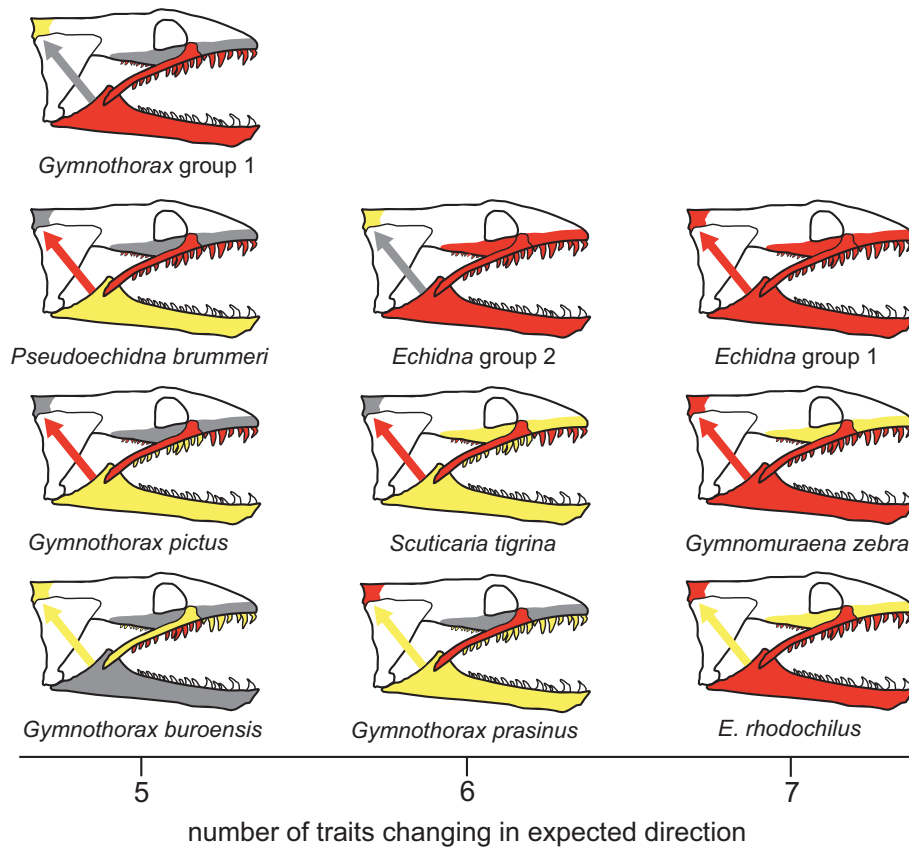 Gymnothorax group 1
Pseudoechidna brummeri
Echidna group 2
Echidna group 1
Gymnothorax pictus
Scuticaria tigrina
Gymnomuraena zebra
Gymnothorax buroensis
Gymnothorax prasinus
E. rhodochilus
5
6
7
number of traits changing in expected direction